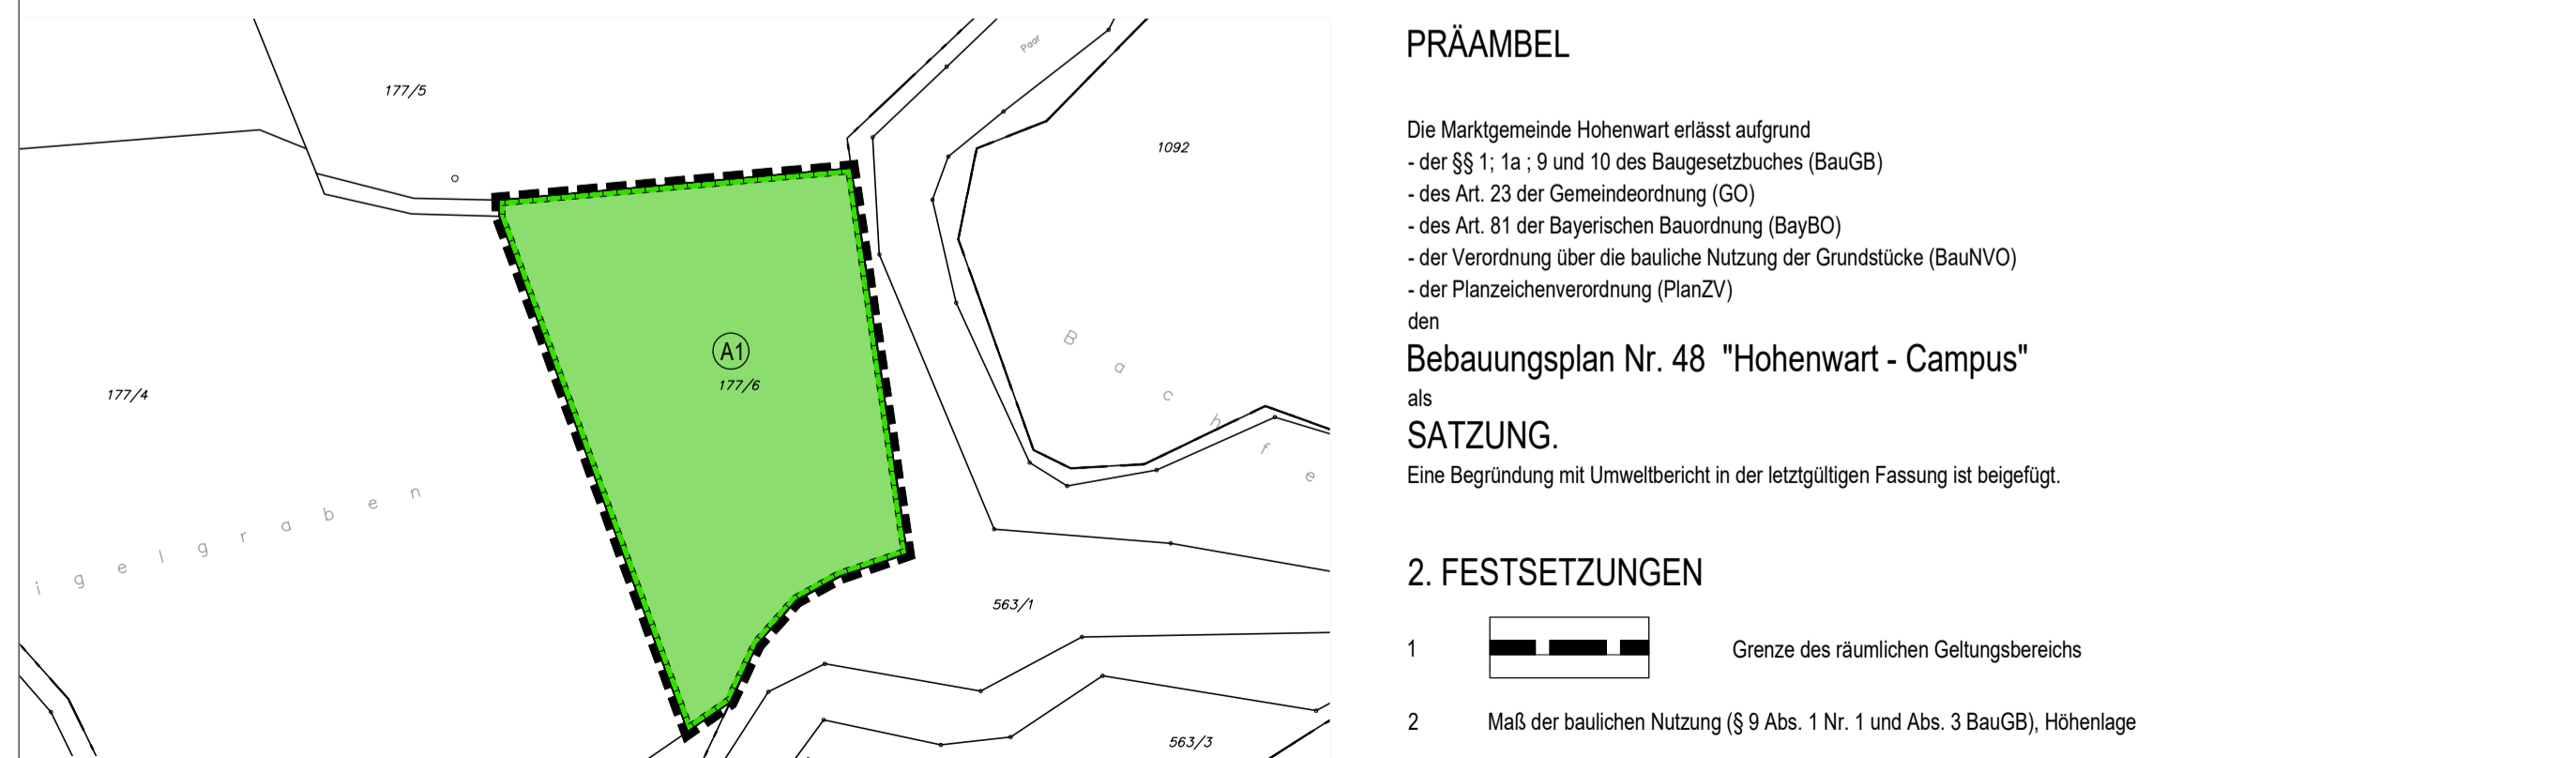 Paar
177/5
1092
A1
177/6
177/4
B a c h f e
i g e l g r a b e n
563/1
563/3
PRÄAMBEL
Die Marktgemeinde Hohenwart erlässt aufgrund
- der §§ 1; 1a ; 9 und 10 des Baugesetzbuches (BauGB)
- des Art. 23 der Gemeindeordnung (GO)
- des Art. 81 der Bayerischen Bauordnung (BayBO)
- der Verordnung über die bauliche Nutzung der Grundstücke (BauNVO)
- der Planzeichenverordnung (PlanZV)
den
Bebauungsplan Nr. 48 "Hohenwart - Campus"
als
SATZUNG.
Eine Begründung mit Umweltbericht in der letztgültigen Fassung ist beigefügt.
2. FESTSETZUNGEN
1 Grenze des räumlichen Geltungsbereichs
2 Maß der baulichen Nutzung (§ 9 Abs. 1 Nr. 1 und Abs. 3 BauGB), Höhenlage